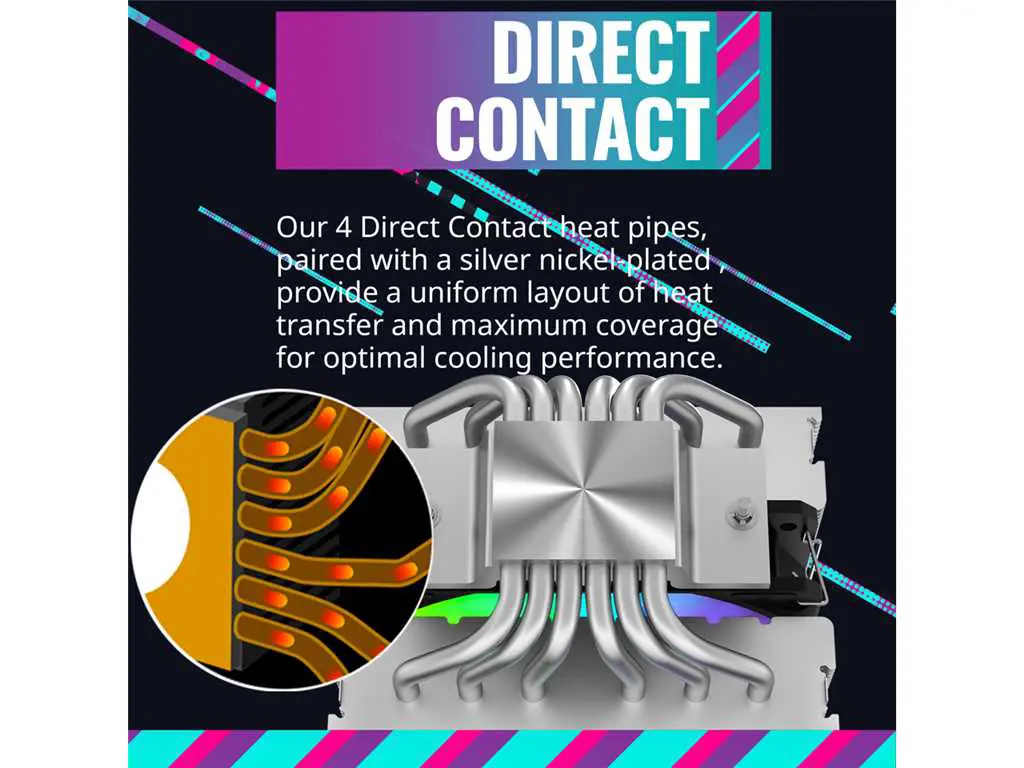 DIRECT
CONTACT
Our 4 Direct Contact heat pipes,
paired with a silver nickel-plated ,
provide a uniform layout of heat
transfer and maximum coverage
for optimal cooling performance.